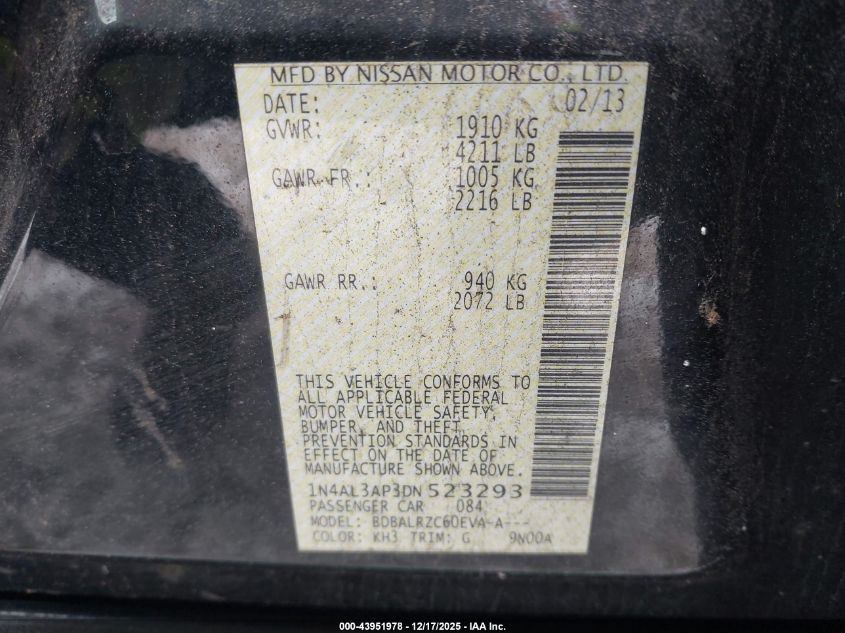 MFD BY NISSAN MOTOR CO., LTD.
DATE: 02/13
GVWR: 1910 KG
4211 LB
GAWR FR.: 1005 KG
2216 LB
GAWR RR.: 940 KG
2072 LB
THIS VEHICLE CONFORMS TO
ALL APPLICABLE FEDERAL
MOTOR VEHICLE SAFETY,
BUMPER, AND THEFT
PREVENTION STANDARDS IN
EFFECT ON THE DATE OF
MANUFACTURE SHOWN ABOVE.
1N4AL3AP3DN523293
PASSENGER CAR 084
MODEL: BDBALRZC60EVA-A---
COLOR: KH3 TRIM: G 9N00A
000-43951978 - 12/17/2025 - IAA Inc.